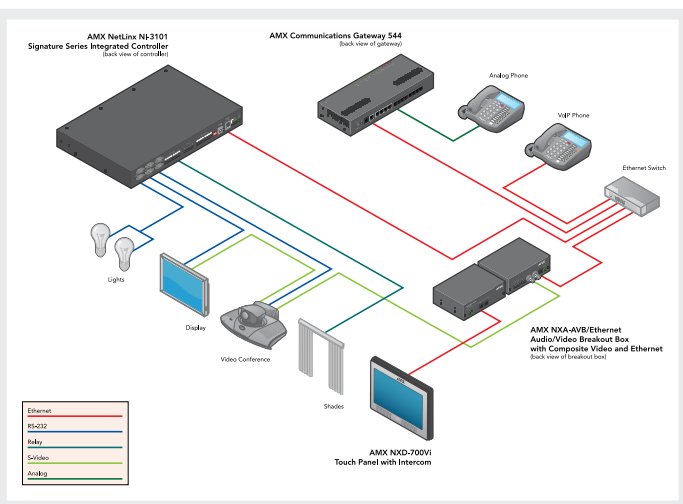 AMX NetLinx NI-3101
Signature Series Integrated Controller
(back view of controller)
AMX Communications Gateway 544
(back view of gateway)
Analog Phone
VoIP Phone
Ethernet Switch
Lights
Display
Video Conference
Shades
AMX NXA-AVB/Ethernet
Audio/Video Breakout Box
with Composite Video and Ethernet
(back view of breakout box)
AMX NXD-700Vi
Touch Panel with Intercom
Ethernet
RS-232
Relay
S-Video
Analog